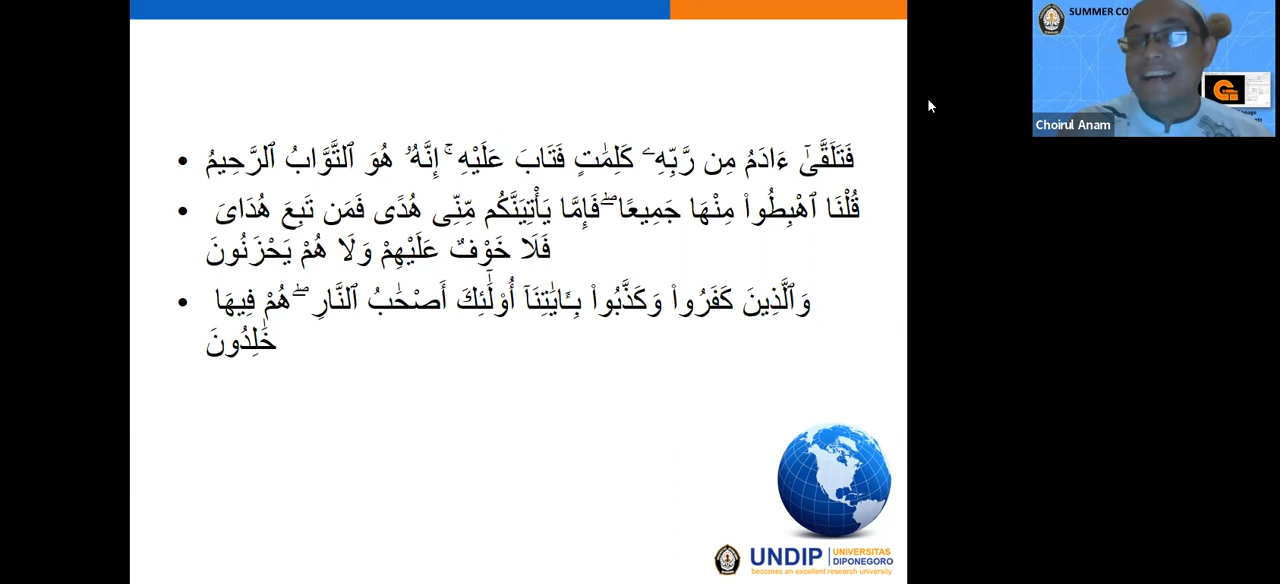 SUMMER CO
Choirul Anam
• فَتَلَقَّىٰٓ ءَادَمُ مِن رَّبِّهِۦ كَلِمَٰتٍ فَتَابَ عَلَيْهِ ۚ إِنَّهُۥ هُوَ ٱلتَّوَّابُ ٱلرَّحِيمُ
• قُلْنَا ٱهْبِطُوا۟ مِنْهَا جَمِيعًا ۖ فَإِمَّا يَأْتِيَنَّكُم مِّنِّى هُدًى فَمَن تَبِعَ هُدَاىَ
فَلَا خَوْفٌ عَلَيْهِمْ وَلَا هُمْ يَحْزَنُونَ
• وَٱلَّذِينَ كَفَرُوا۟ وَكَذَّبُوا۟ بِـَٔايَٰتِنَآ أُو۟لَٰٓئِكَ أَصْحَٰبُ ٱلنَّارِ ۖ هُمْ فِيهَا
خَٰلِدُونَ
UNDIP UNIVERSITAS
DIPONEGORO
becomes an excellent research university